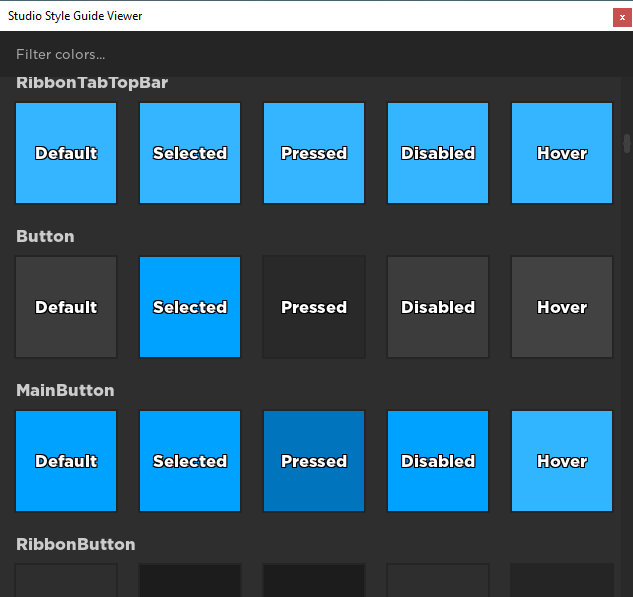 Studio Style Guide Viewer
x
Filter colors...
RibbonTabTopBar
Default Selected Pressed Disabled Hover
Button
Default Selected Pressed Disabled Hover
MainButton
Default Selected Pressed Disabled Hover
RibbonButton